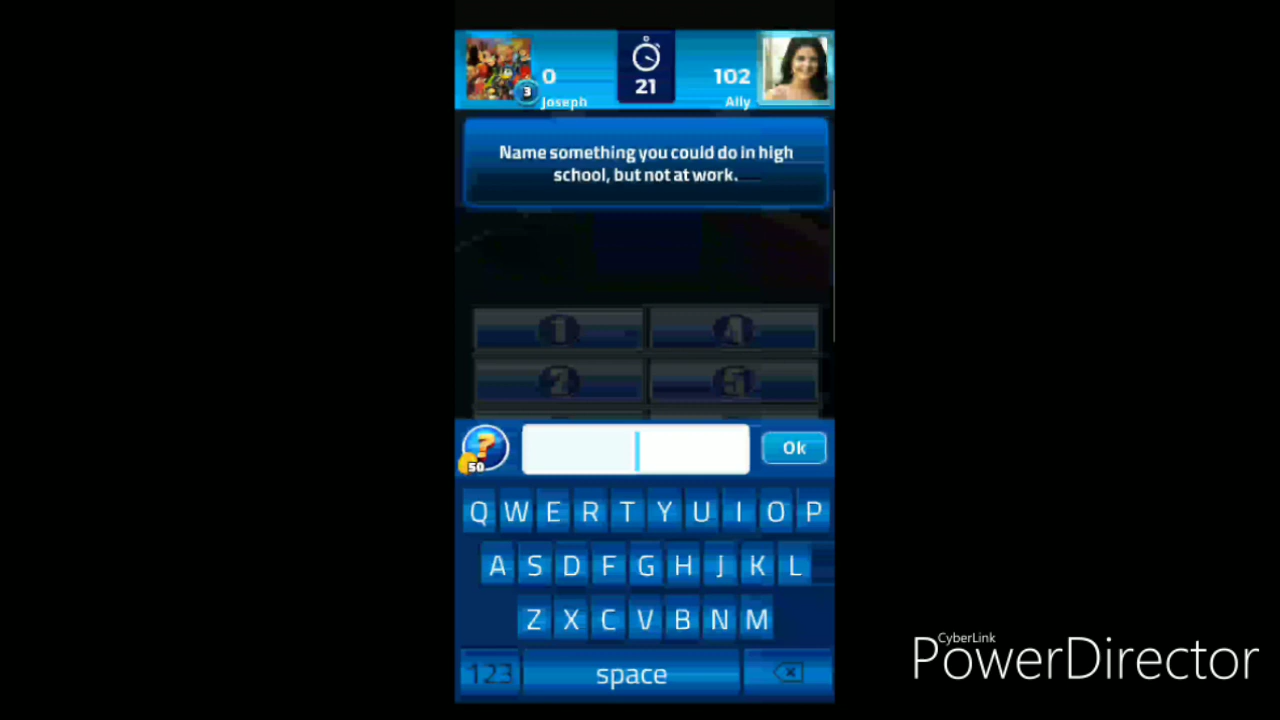 0
3
Joseph
21
102
Ally
Name something you could do in high
school, but not at work.
1
4
2
5
50
Ok
Q W E R T Y U I O P
A S D F G H J K L
Z X C V B N M
123
space
CyberLink
PowerDirector